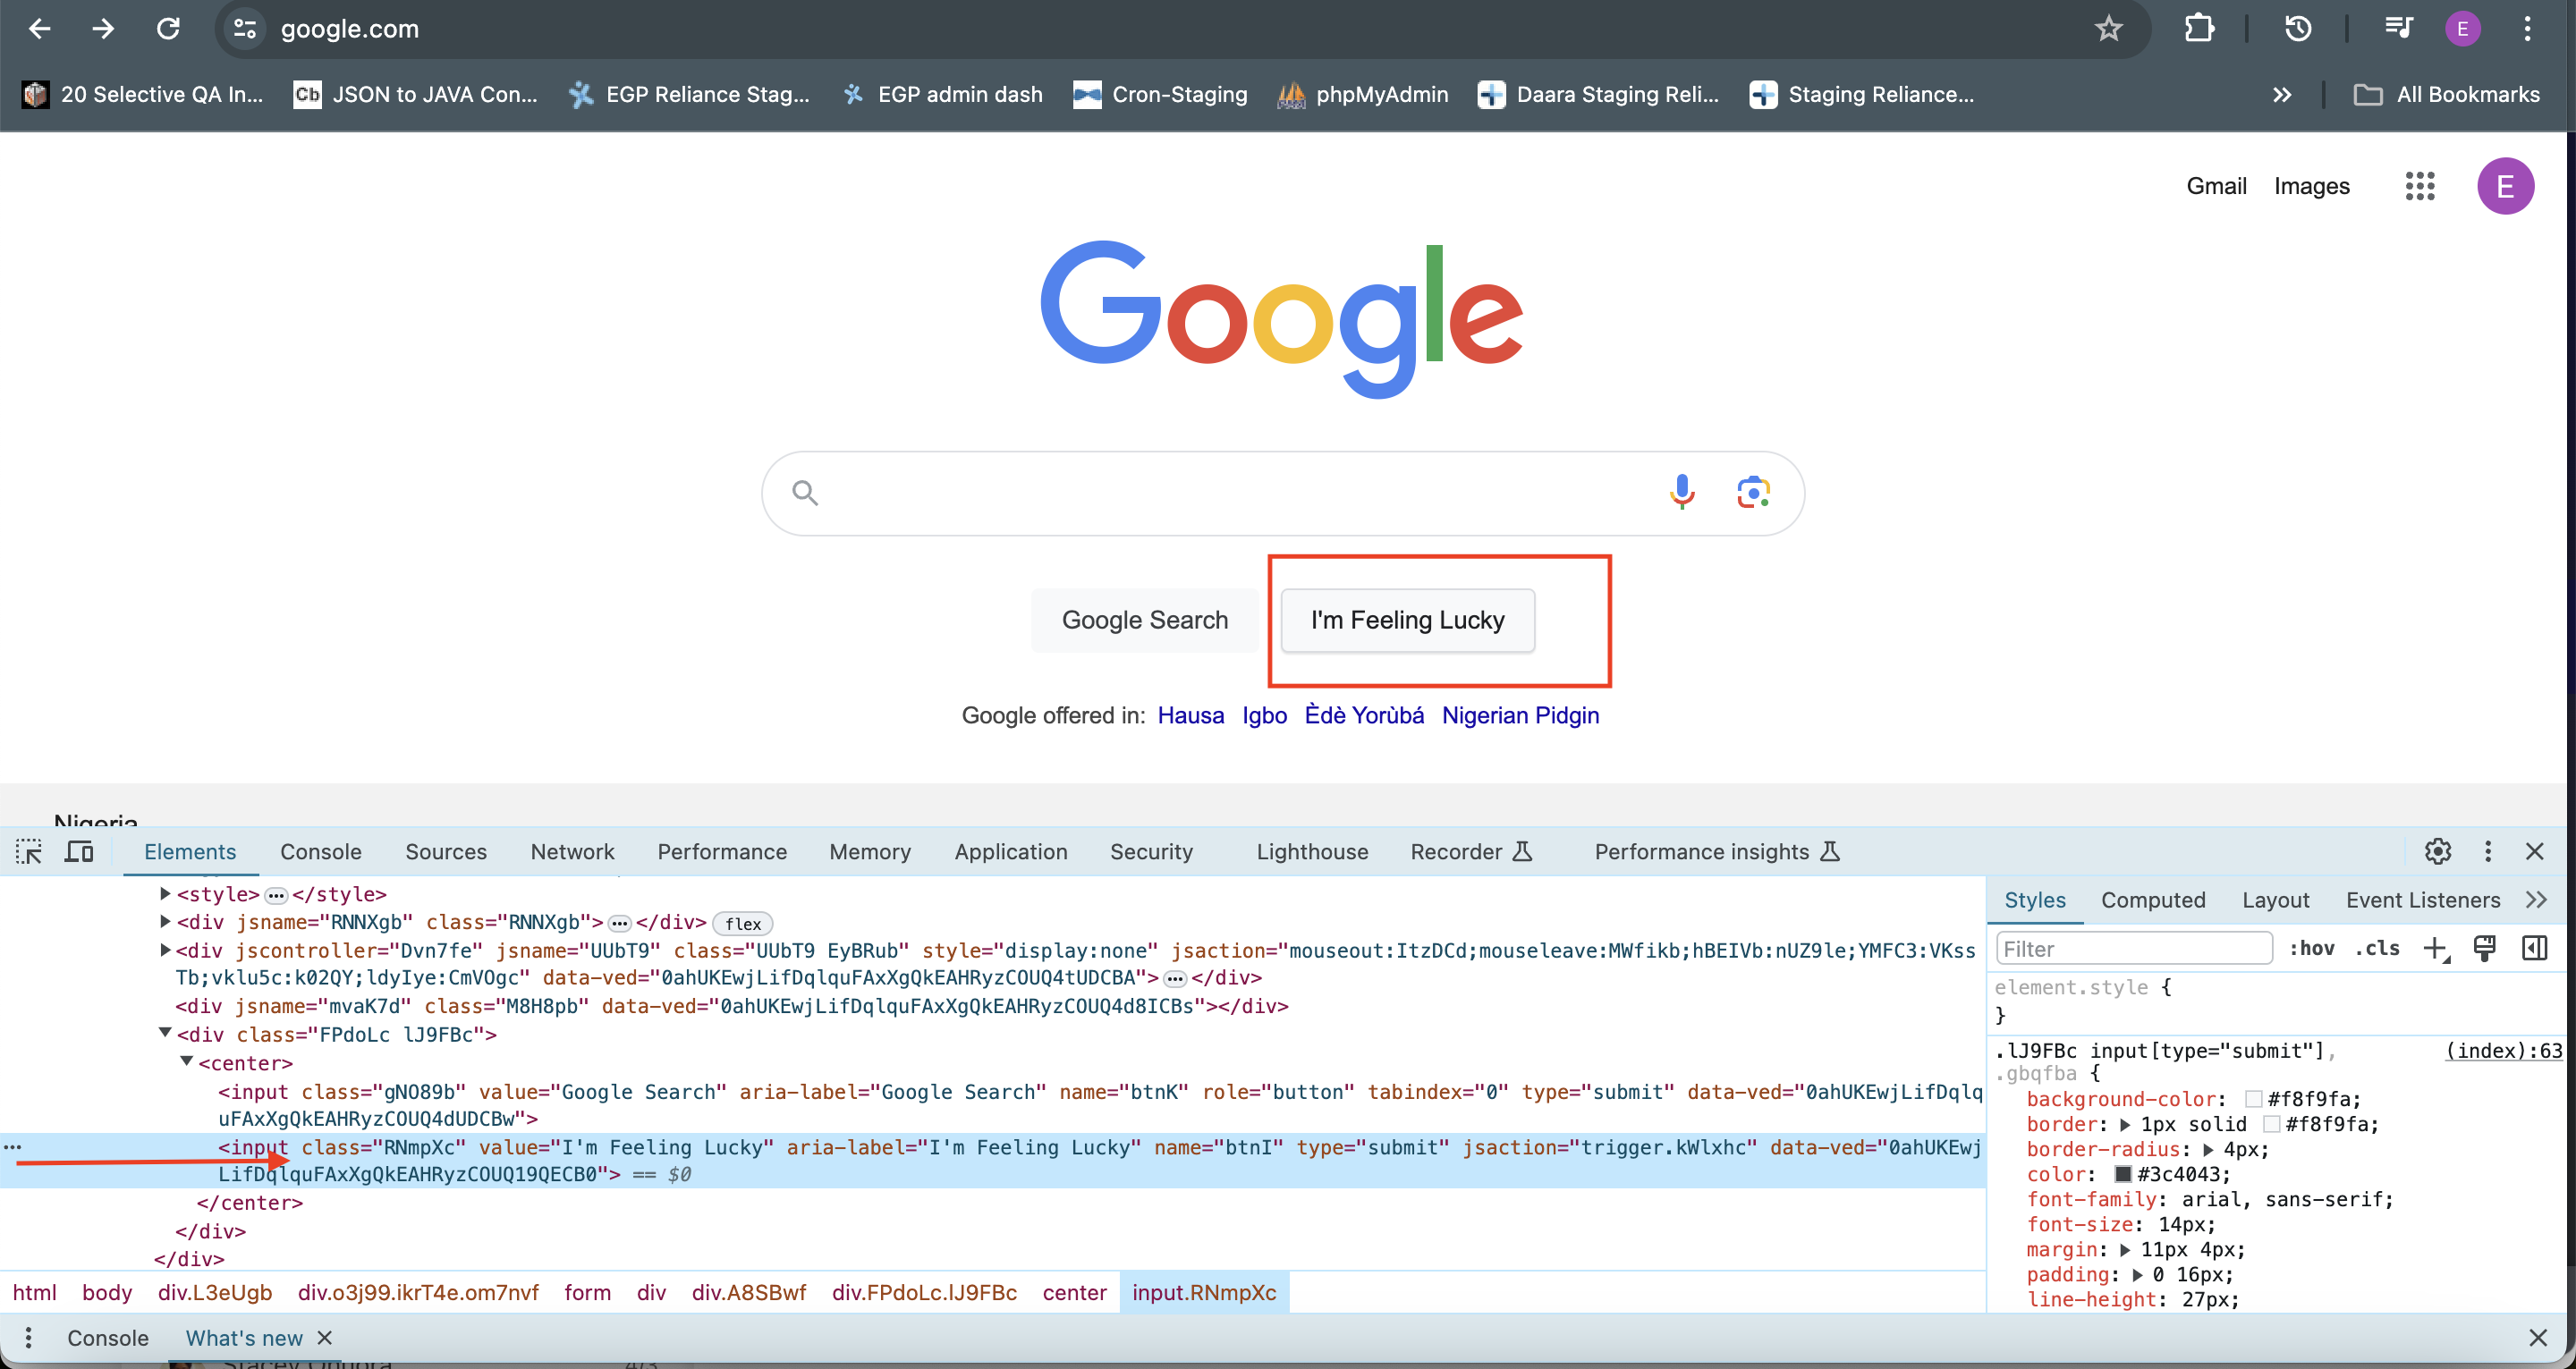 google.com
E
20 Selective QA In...
Cb JSON to JAVA Con...
EGP Reliance Stag...
EGP admin dash
Cron-Staging
phpMyAdmin
Daara Staging Reli...
Staging Reliance...
All Bookmarks
Gmail Images
E
Google
Google Search
I'm Feeling Lucky
Google offered in: Hausa Igbo Èdè Yorùbá Nigerian Pidgin
Nigeria
Elements Console Sources Network Performance Memory Application Security Lighthouse Recorder Performance insights
<style>…</style>
<div jsname="RNNXgb" class="RNNXgb">…</div> flex
<div jscontroller="Dvn7fe" jsname="UUbT9" class="UUbT9 EyBRub" style="display:none" jsaction="mouseout:ItzDCd;mouseleave:MWfikb;hBEIVb:nUZ9le;YMFC3:VKss
Tb;vklu5c:k02QY;ldyIye:CmVOgc" data-ved="0ahUKEwjLifDqlquFAxXgQkEAHRyzCOUQ4tUDCBA">…</div>
<div jsname="mvaK7d" class="M8H8pb" data-ved="0ahUKEwjLifDqlquFAxXgQkEAHRyzCOUQ4d8ICBs"></div>
<div class="FPdoLc lJ9FBc">
<center>
<input class="gNO89b" value="Google Search" aria-label="Google Search" name="btnK" role="button" tabindex="0" type="submit" data-ved="0ahUKEwjLifDqlq
uFAxXgQkEAHRyzCOUQ4dUDCBw">
<input class="RNmpXc" value="I'm Feeling Lucky" aria-label="I'm Feeling Lucky" name="btnI" type="submit" jsaction="trigger.kWlxhc" data-ved="0ahUKEwj
LifDqlquFAxXgQkEAHRyzCOUQ19QECB0"> == $0
</center>
</div>
</div>
html body div.L3eUgb div.o3j99.ikrT4e.om7nvf form div div.A8SBwf div.FPdoLc.lJ9FBc center input.RNmpXc
Styles Computed Layout Event Listeners
Filter :hov .cls
element.style {
}
.lJ9FBc input[type="submit"], (index):63
.gbqfba {
background-color: #f8f9fa;
border: 1px solid #f8f9fa;
border-radius: 4px;
color: #3c4043;
font-family: arial, sans-serif;
font-size: 14px;
margin: 11px 4px;
padding: 0 16px;
line-height: 27px;
Console What's new